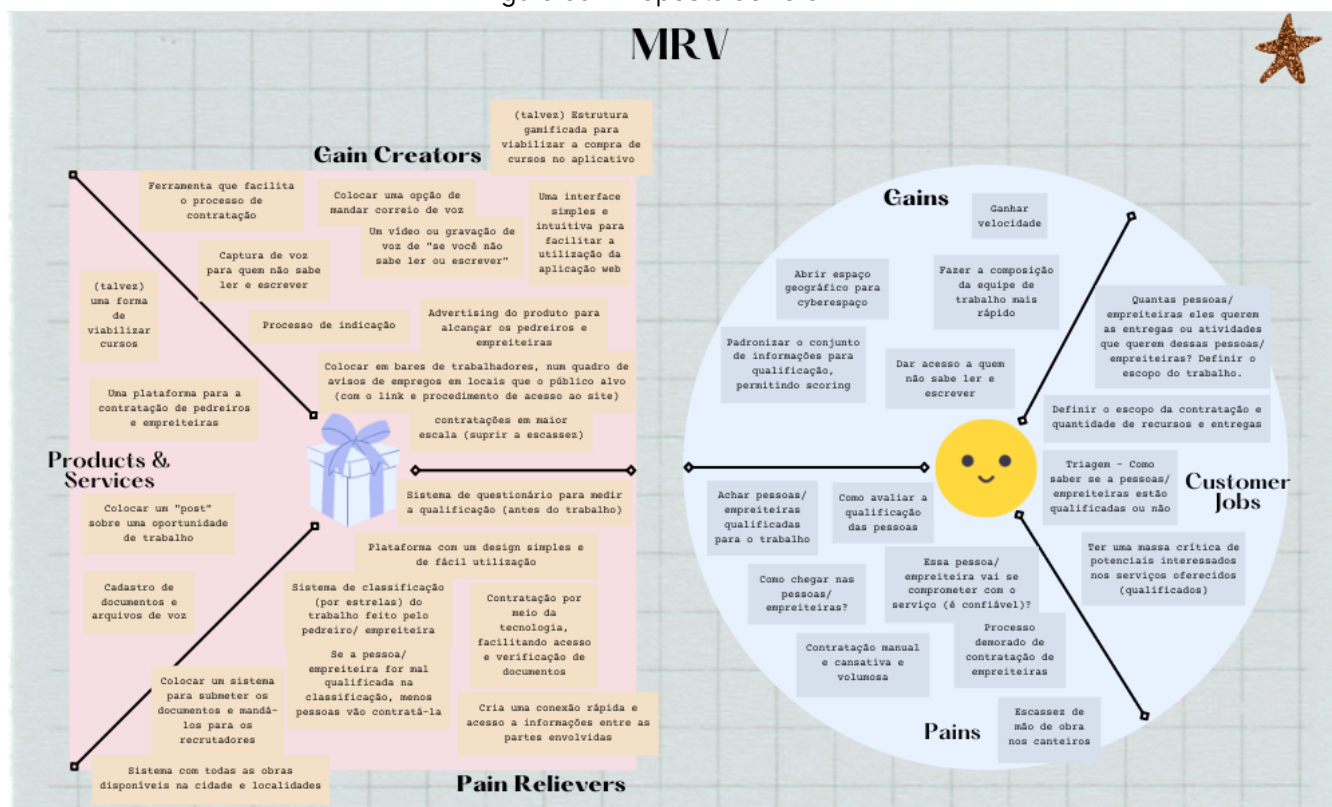 MRV
Gain Creators
(talvez) Estrutura
gamificada para
viabilizar a compra de
cursos no aplicativo
Ferramenta que facilita
o processo de
contratação
Colocar uma opção de
mandar correio de voz
Um vídeo ou gravação de
voz de "se você não
sabe ler ou escrever"
Uma interface
simples e
intuitiva para
facilitar a
utilização da
aplicação web
Captura de voz
para quem não sabe
ler e escrever
(talvez)
uma forma
de
viabilizar
cursos
Processo de indicação
Advertising do produto para
alcançar os pedreiros e
empreiteiras
Colocar em bares de trabalhadores, num quadro de
avisos de empregos em locais que o público alvo
(com o link e procedimento de acesso ao site)
Uma plataforma para a
contratação de pedreiros
e empreiteiras
contratações em maior
escala (suprir a escassez)
Products &
Services
Colocar um "post"
sobre uma oportunidade
de trabalho
Cadastro de
documentos e
arquivos de voz
Sistema de questionário para medir
a qualificação (antes do trabalho)
Plataforma com um design simples e
de fácil utilização
Sistema de classificação
(por estrelas) do
trabalho feito pelo
pedreiro/ empreiteira
Contratação por
meio da
tecnologia,
facilitando acesso
e verificação de
documentos
Se a pessoa/
empreiteira for mal
qualificada na
classificação, menos
pessoas vão contratá-la
Colocar um sistema
para submeter os
documentos e mandá-
los para os
recrutadores
Cria uma conexão rápida e
acesso a informações entre as
partes envolvidas
Sistema com todas as obras
disponíveis na cidade e localidades
Pain Relievers
Gains
Ganhar
velocidade
Abrir espaço
geográfico para
cyberespaço
Fazer a composição
da equipe de
trabalho mais
rápido
Padronizar o conjunto
de informações para
qualificação,
permitindo scoring
Dar acesso a quem
não sabe ler e
escrever
Quantas pessoas/
empreiteiras eles querem
as entregas ou atividades
que querem dessas pessoas/
empreiteiras? Definir o
escopo do trabalho.
Definir o escopo da contratação e
quantidade de recursos e entregas
Triagem - Como
saber se a pessoas/
empreiteiras estão
qualificadas ou não
Customer
Jobs
Ter uma massa crítica de
potenciais interessados
nos serviços oferecidos
(qualificados)
Achar pessoas/
empreiteiras
qualificadas
para o trabalho
Como avaliar a
qualificação
das pessoas
Como chegar nas
pessoas/
empreiteiras?
Essa pessoa/
empreiteira vai se
comprometer com o
serviço (é confiável)?
Contratação manual
e cansativa e
volumosa
Processo
demorado de
contratação de
empreiteiras
Pains
Escassez de
mão de obra
nos canteiros